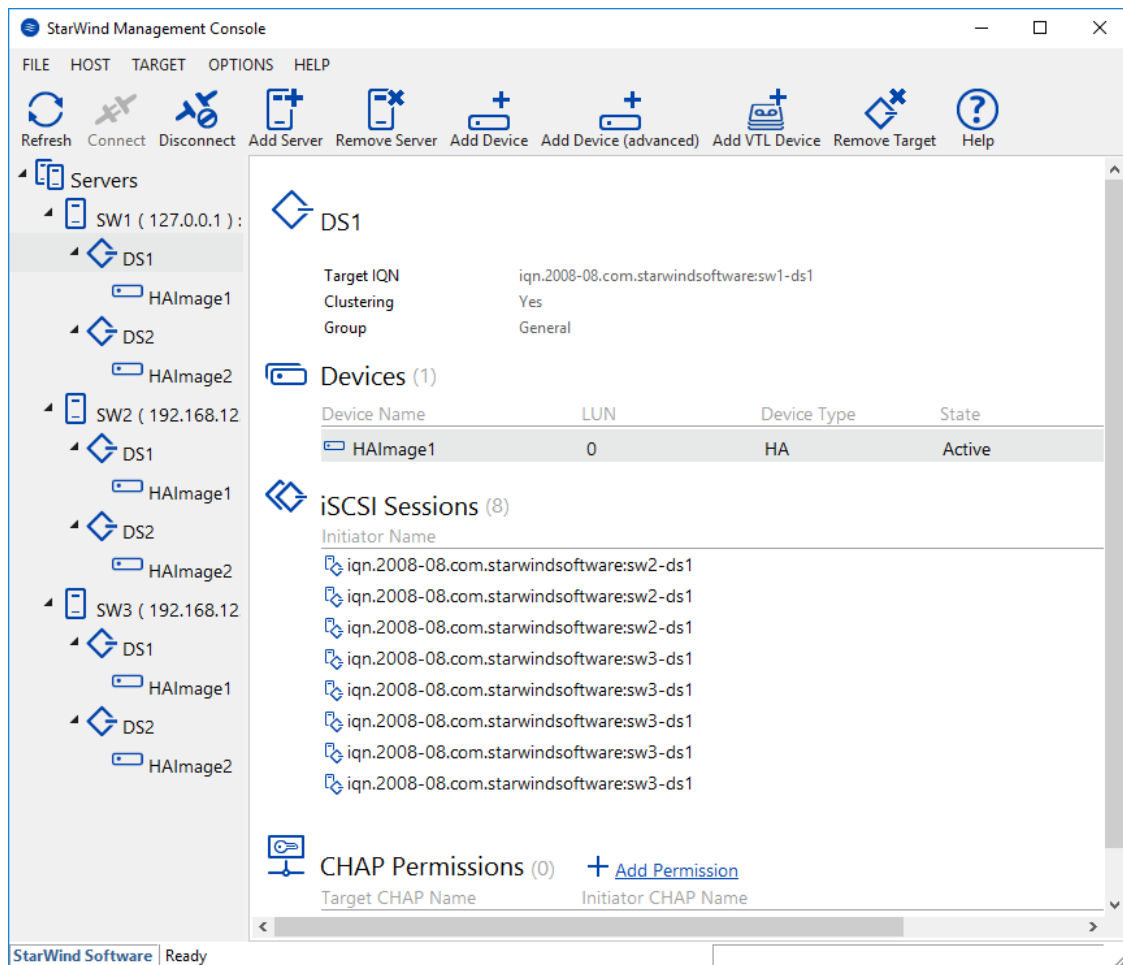 StarWind Management Console
FILE HOST TARGET OPTIONS HELP
Refresh Connect Disconnect Add Server Remove Server Add Device Add Device (advanced) Add VTL Device Remove Target Help
Servers
SW1 ( 127.0.0.1 ) :
DS1
HAImage1
DS2
HAImage2
SW2 ( 192.168.12
DS1
HAImage1
DS2
HAImage2
SW3 ( 192.168.12
DS1
HAImage1
DS2
HAImage2
DS1
Target IQN iqn.2008-08.com.starwindsoftware:sw1-ds1
Clustering Yes
Group General
Devices (1)
Device Name LUN Device Type State
HAImage1 0 HA Active
iSCSI Sessions (8)
Initiator Name
iqn.2008-08.com.starwindsoftware:sw2-ds1
iqn.2008-08.com.starwindsoftware:sw2-ds1
iqn.2008-08.com.starwindsoftware:sw2-ds1
iqn.2008-08.com.starwindsoftware:sw3-ds1
iqn.2008-08.com.starwindsoftware:sw3-ds1
iqn.2008-08.com.starwindsoftware:sw3-ds1
iqn.2008-08.com.starwindsoftware:sw3-ds1
iqn.2008-08.com.starwindsoftware:sw3-ds1
CHAP Permissions (0) Add Permission
Target CHAP Name Initiator CHAP Name
StarWind Software Ready